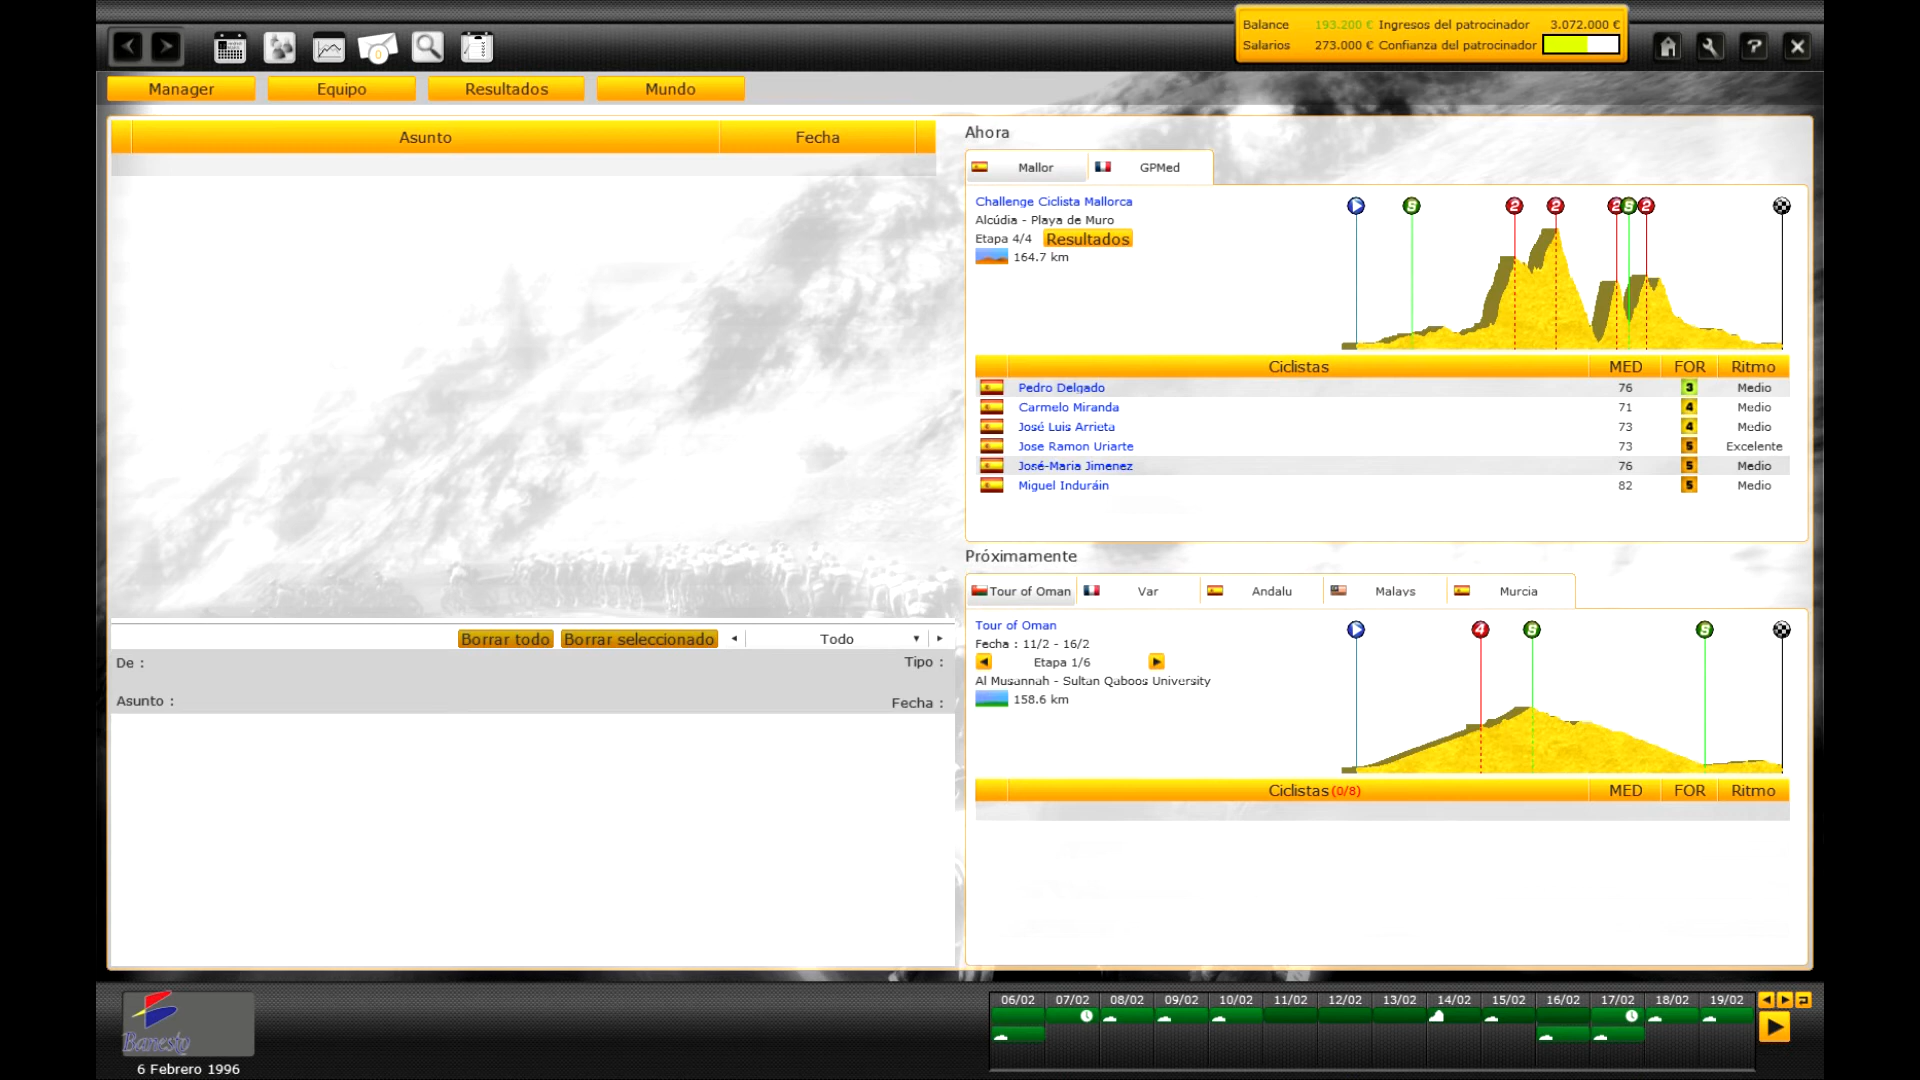 Balance 193.200 € Ingresos del patrocinador 3.072.000 €
Salarios 273.000 € Confianza del patrocinador
0
Manager Equipo Resultados Mundo
Asunto Fecha
Borrar todo Borrar seleccionado Todo
De : Tipo :
Asunto : Fecha :
Ahora
Mallor GPMed
Challenge Ciclista Mallorca
Alcúdia - Playa de Muro
Etapa 4/4 Resultados
164.7 km
S 2 2 2 S 2
Ciclistas MED FOR Ritmo
Pedro Delgado 76 3 Medio
Carmelo Miranda 71 4 Medio
José Luis Arrieta 73 4 Medio
Jose Ramon Uriarte 73 5 Excelente
José-Maria Jimenez 76 5 Medio
Miguel Induráin 82 5 Medio
Próximamente
Tour of Oman Var Andalu Malays Murcia
Tour of Oman
Fecha : 11/2 - 16/2
Etapa 1/6
Al Musannah - Sultan Qaboos University
158.6 km
4 S S
Ciclistas (0/8) MED FOR Ritmo
Banesto
6 Febrero 1996
06/02 07/02 08/02 09/02 10/02 11/02 12/02 13/02 14/02 15/02 16/02 17/02 18/02 19/02